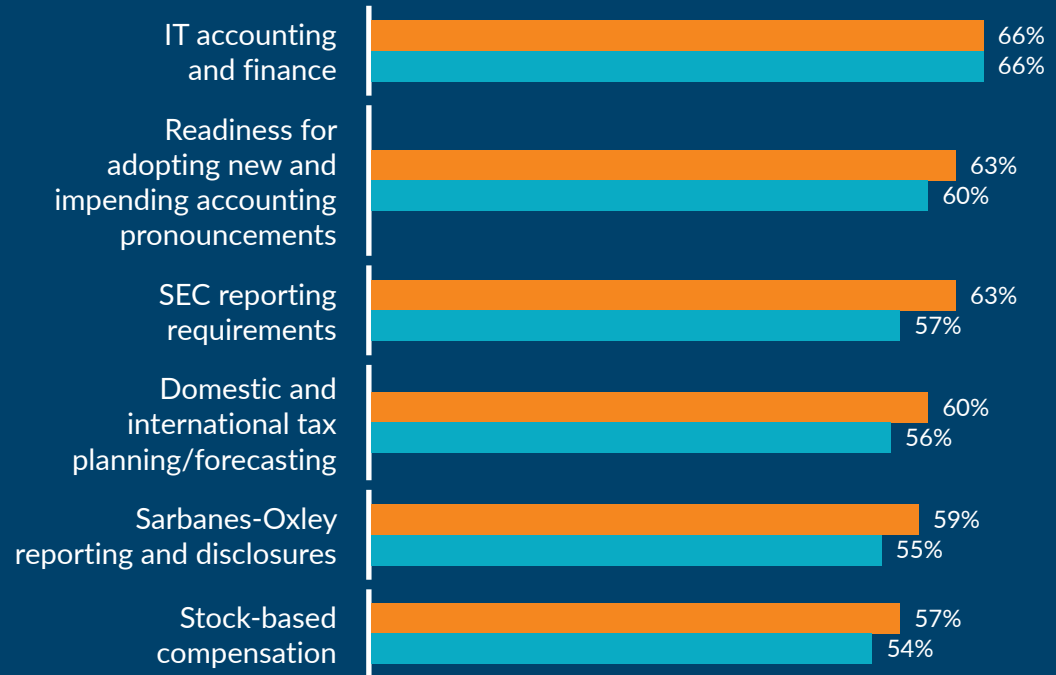 IT accounting
and finance
66%
66%
Readiness for
adopting new and
impending accounting
pronouncements
63%
60%
SEC reporting
requirements
63%
57%
Domestic and
international tax
planning/forecasting
60%
56%
Sarbanes-Oxley
reporting and disclosures
59%
55%
Stock-based
compensation
57%
54%